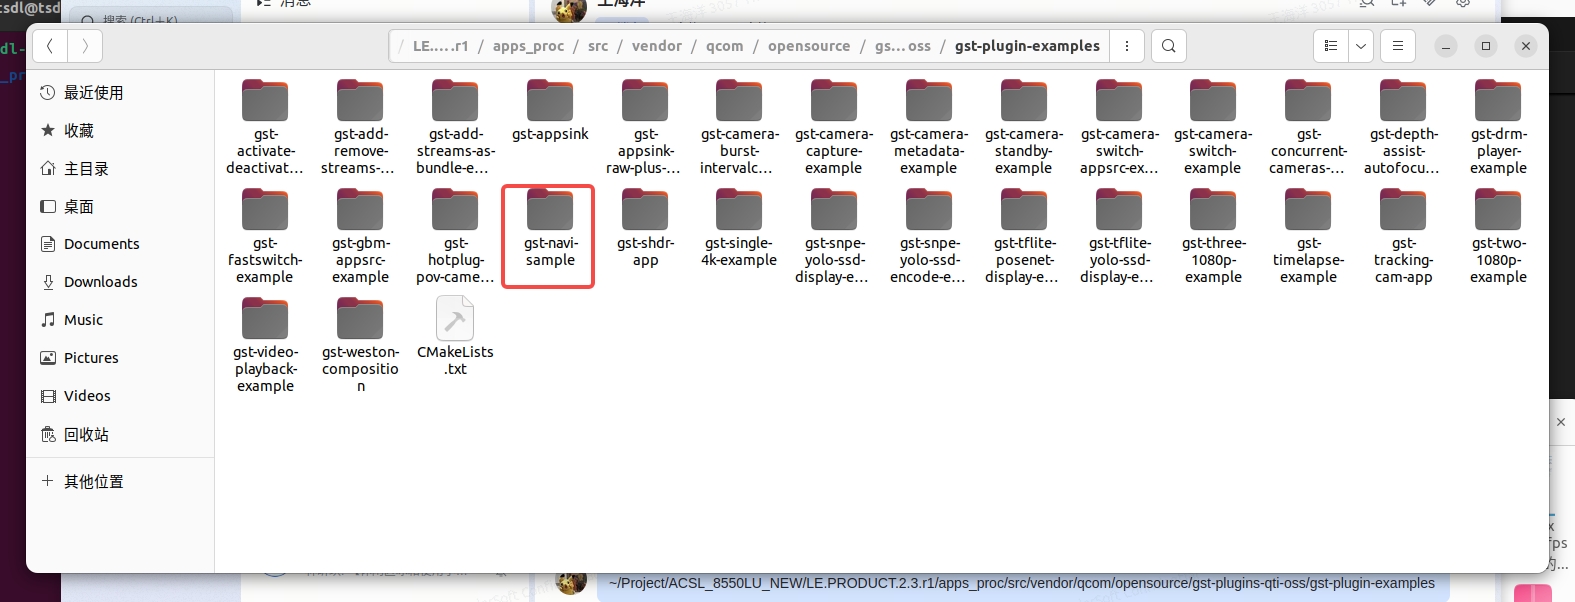 tsdl@tsd
搜索 (Ctrl+K)
消息
LE.…r1 / apps_proc / src / vendor / qcom / opensource / gs…oss / gst-plugin-examples
最近使用
收藏
主目录
桌面
Documents
Downloads
Music
Pictures
Videos
回收站
其他位置
gst-
activate-
deactivat…
gst-add-
remove-
streams-…
gst-add-
streams-as-
bundle-e…
gst-appsink
gst-
appsink-
raw-plus-…
gst-camera-
burst-
intervalc…
gst-camera-
capture-
example
gst-camera-
metadata-
example
gst-camera-
standby-
example
gst-camera-
switch-
appsrc-ex…
gst-camera-
switch-
example
gst-
concurrent-
cameras-…
gst-depth-
assist-
autofocu…
gst-drm-
player-
example
gst-
fastswitch-
example
gst-gbm-
appsrc-
example
gst-
hotplug-
pov-came…
gst-navi-
sample
gst-shdr-
app
gst-single-
4k-example
gst-snpe-
yolo-ssd-
display-e…
gst-snpe-
yolo-ssd-
encode-e…
gst-tflite-
posenet-
display-e…
gst-tflite-
yolo-ssd-
display-e…
gst-three-
1080p-
example
gst-
timelapse-
example
gst-
tracking-
cam-app
gst-two-
1080p-
example
gst-video-
playback-
example
gst-weston-
compositio
n
CMakeLists
.txt
fps
~/Project/ACSL_8550LU_NEW/LE.PRODUCT.2.3.r1/apps_proc/src/vendor/qcom/opensource/gst-plugins-qti-oss/gst-plugin-examples